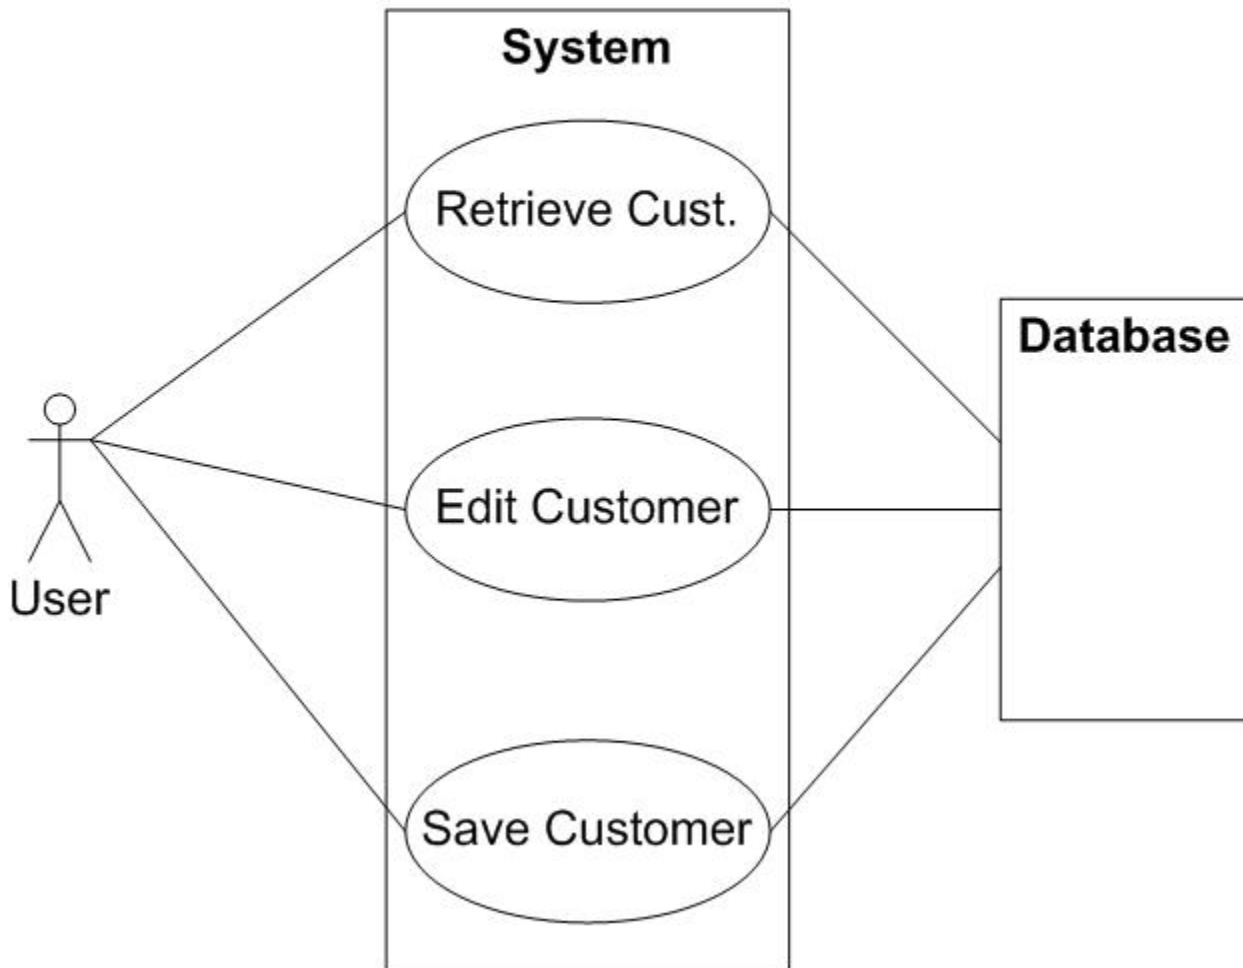 System
Retrieve Cust.
Database
Edit Customer
User
Save Customer